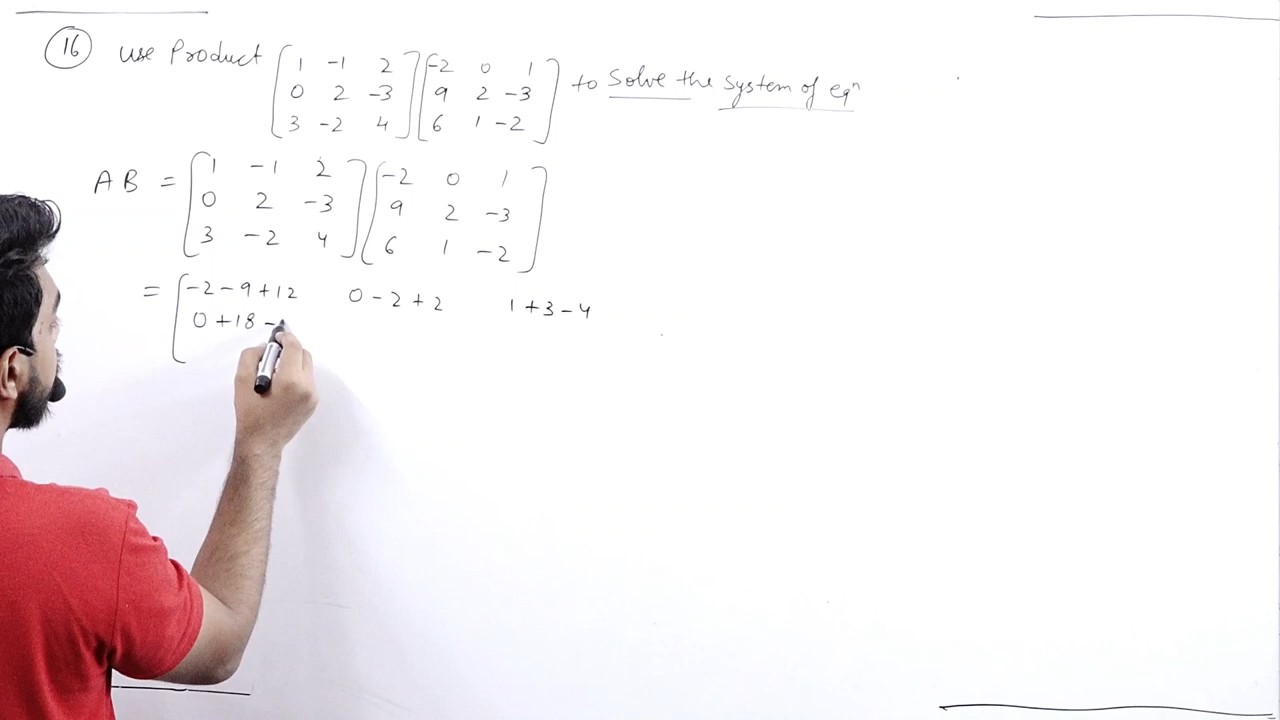 16 Use Product [1 -1 2] [-2 0 1] to Solve the System of eqn
[0 2 -3] [9 2 -3]
[3 -2 4] [6 1 -2]
AB = [1 -1 2] [-2 0 1]
[0 2 -3] [9 2 -3]
[3 -2 4] [6 1 -2]
= [-2-9+12 0-2+2 1+3-4
0+18-